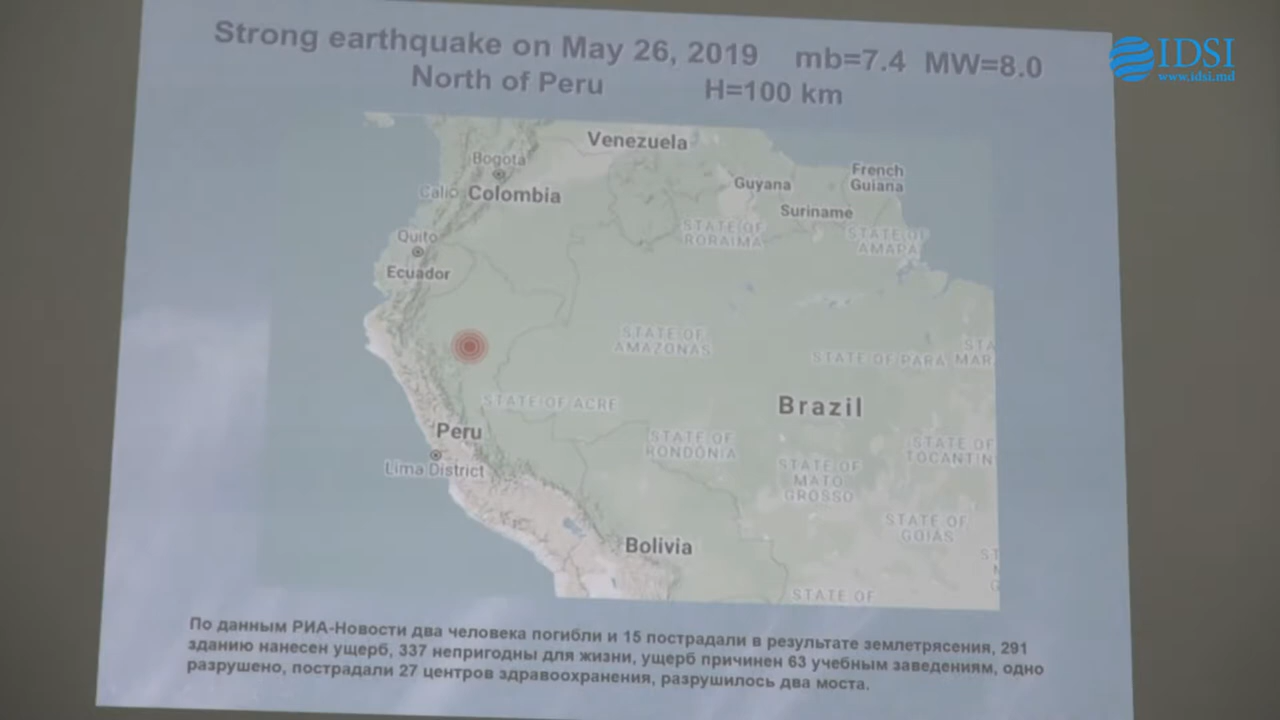 Strong earthquake on May 26, 2019 mb=7.4 MW=8.0
North of Peru H=100 km
IDSI
www.idsi.md
Venezuela
Bogota
Cali Colombia
Guyana
French
Guiana
Suriname
STATE OF
RORAIMA
STATE OF
AMAPA
Quito
Ecuador
STATE OF
AMAZONAS
STATE OF PARA
STA
MAR
STATE OF ACRE
Brazil
Peru
Lima District
STATE OF
RONDÔNIA
STATE OF
MATO
GROSSO
STATE OF
TOCANTIN
STATE OF
GOIAS
Bolivia
STATE OF
По данным РИА-Новости два человека погибли и 15 пострадали в результате землетрясения, 291
зданию нанесен ущерб, 337 непригодны для жизни, ущерб причинен 63 учебным заведениям, одно
разрушено, пострадали 27 центров здравоохранения, разрушилось два моста.